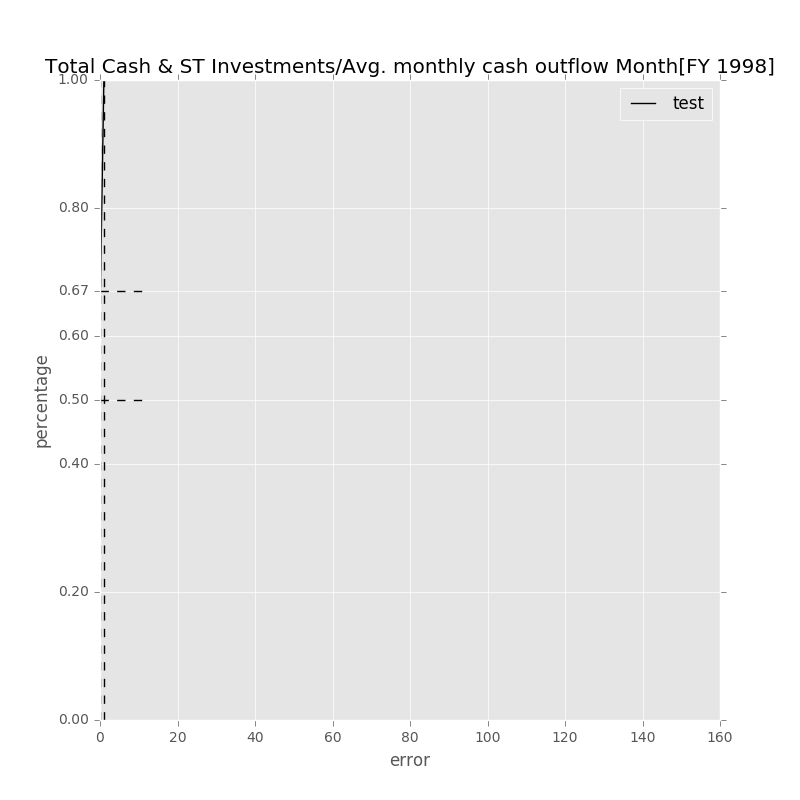 Total Cash & ST Investments/Avg. monthly cash outflow Month[FY 1998]
test
1.00
0.80
0.67
0.60
0.50
0.40
0.20
0.00
percentage
0 20 40 60 80 100 120 140 160
error